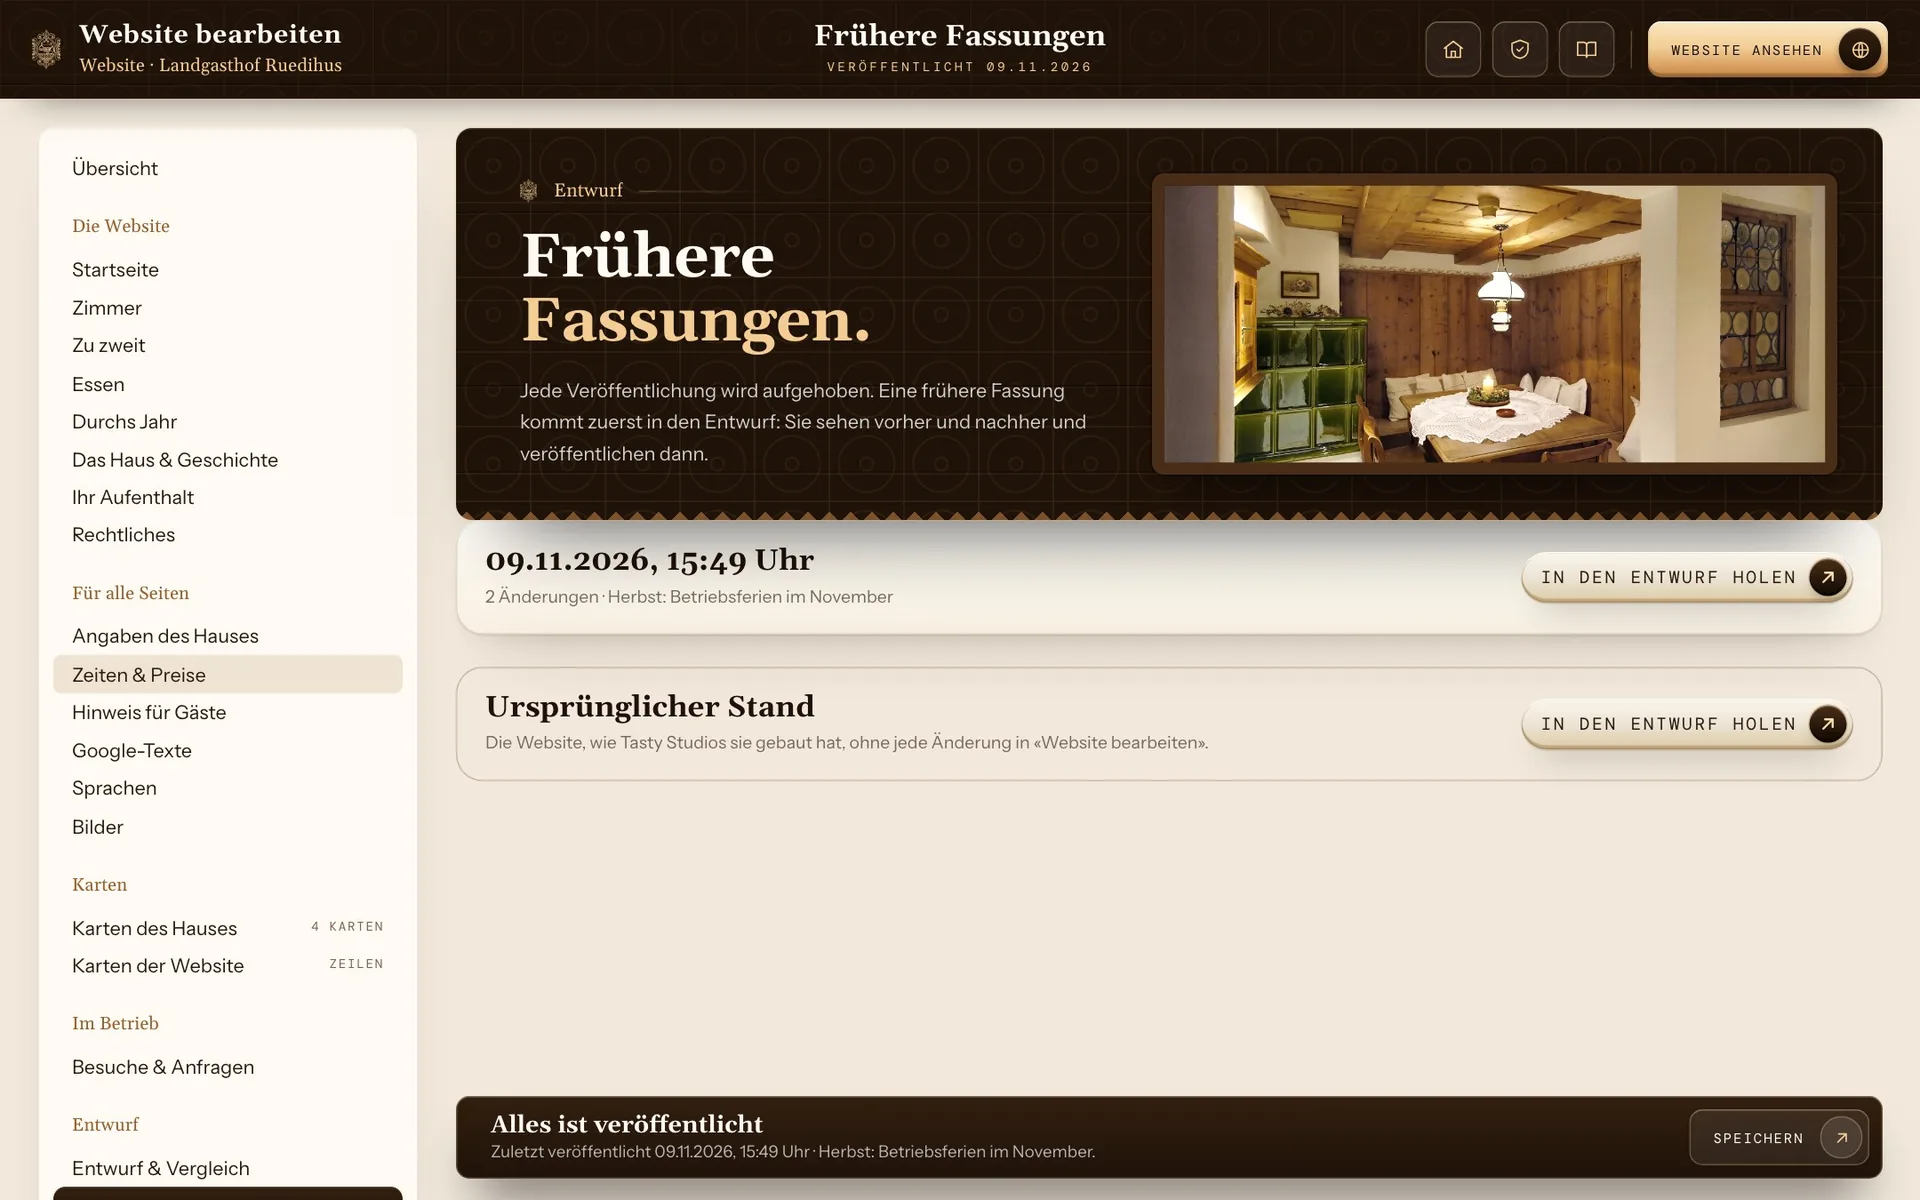 Website bearbeiten
Website · Landgasthof Ruedihus
Frühere Fassungen
VERÖFFENTLICHT 09.11.2026
WEBSITE ANSEHEN
Übersicht
Die Website
Startseite
Zimmer
Zu zweit
Essen
Durchs Jahr
Das Haus & Geschichte
Ihr Aufenthalt
Rechtliches
Für alle Seiten
Angaben des Hauses
Zeiten & Preise
Hinweis für Gäste
Google-Texte
Sprachen
Bilder
Karten
Karten des Hauses 4 KARTEN
Karten der Website ZEILEN
Im Betrieb
Besuche & Anfragen
Entwurf
Entwurf & Vergleich
Entwurf
Frühere
Fassungen.
Jede Veröffentlichung wird aufgehoben. Eine frühere Fassung
kommt zuerst in den Entwurf: Sie sehen vorher und nachher und
veröffentlichen dann.
09.11.2026, 15:49 Uhr
2 Änderungen · Herbst: Betriebsferien im November
IN DEN ENTWURF HOLEN
Ursprünglicher Stand
Die Website, wie Tasty Studios sie gebaut hat, ohne jede Änderung in «Website bearbeiten».
IN DEN ENTWURF HOLEN
Alles ist veröffentlicht
Zuletzt veröffentlicht 09.11.2026, 15:49 Uhr · Herbst: Betriebsferien im November.
SPEICHERN